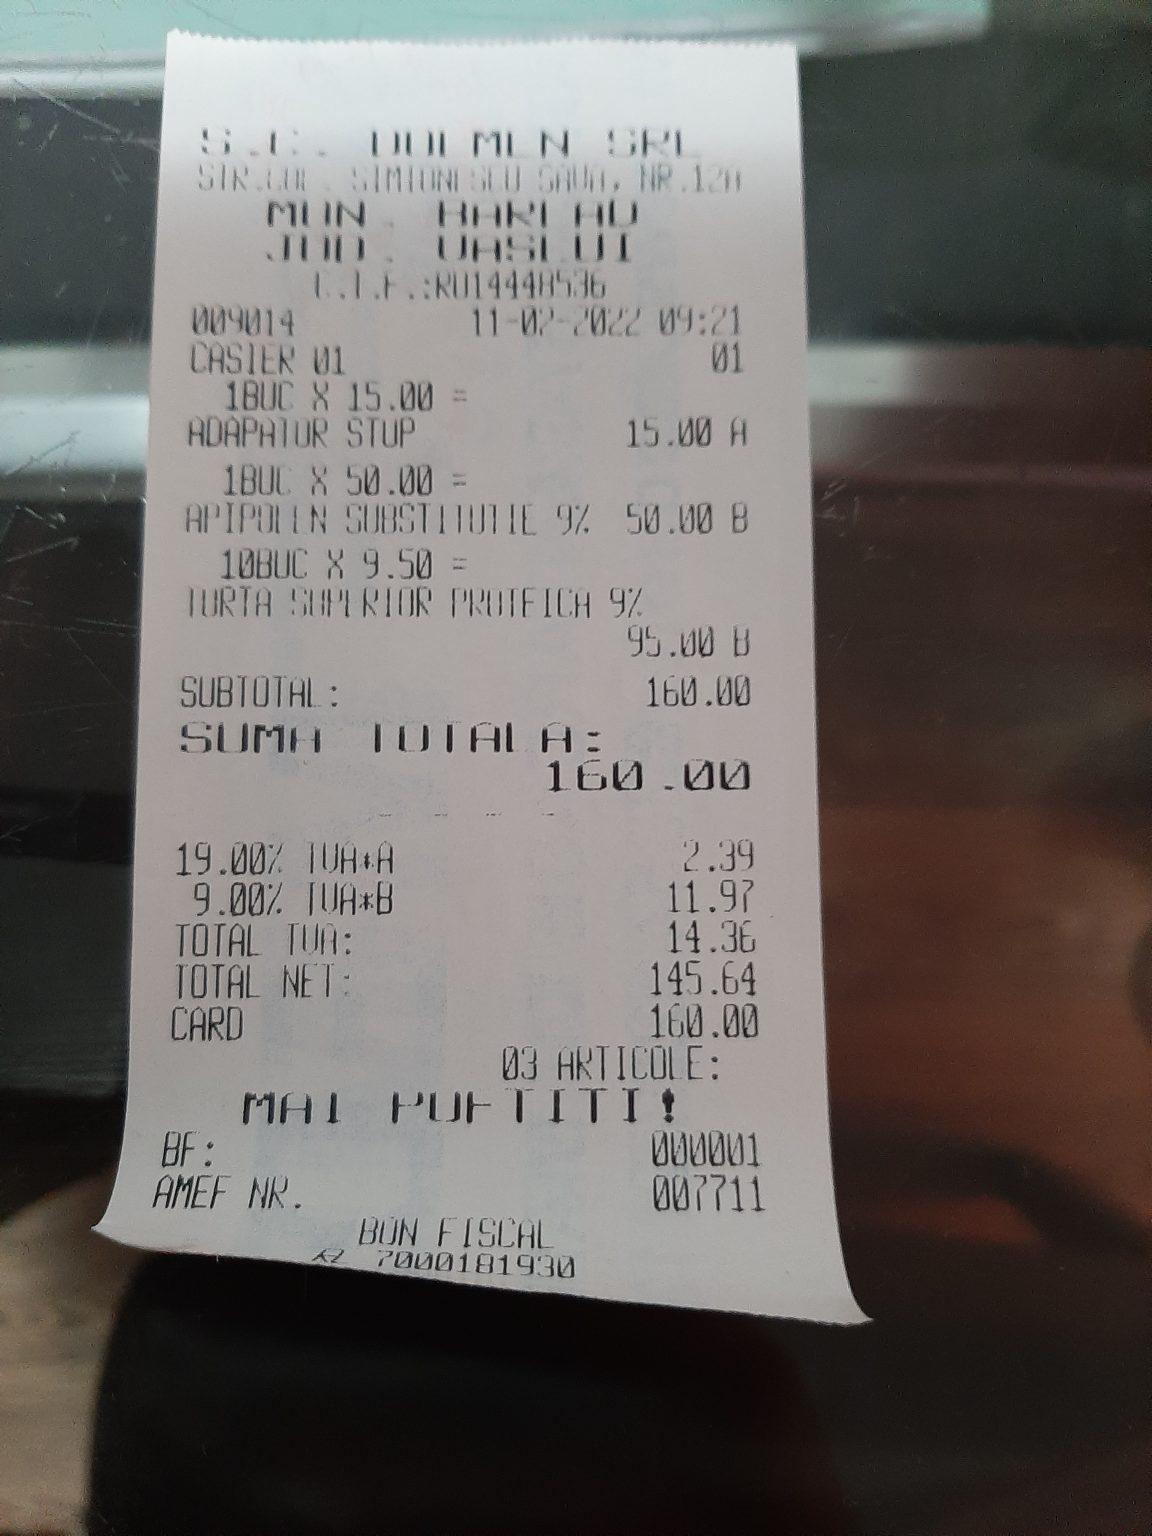 S.C. DOLMEN SRL
STR.COL. SIMIONESCU SAVA, NR.12A
MUN. BARLAD
JUD. VASLUI
C.I.F.:RO14448536
009014 11-02-2022 09:21
CASIER 01 01
1BUC X 15.00 =
ADAPATOR STUP 15.00 A
1BUC X 50.00 =
APIPOLEN SUBSTITUTIE 9% 50.00 B
10BUC X 9.50 =
TURTA SUPERIOR PROTEICA 9%
95.00 B
SUBTOTAL: 160.00
SUMA TOTALA:
160.00
19.00% TVA*A 2.39
9.00% TVA*B 11.97
TOTAL TVA: 14.36
TOTAL NET: 145.64
CARD 160.00
03 ARTICOLE:
MAI POFTITI!
BF: 000001
AMEF NR. 007711
BON FISCAL
7000181930